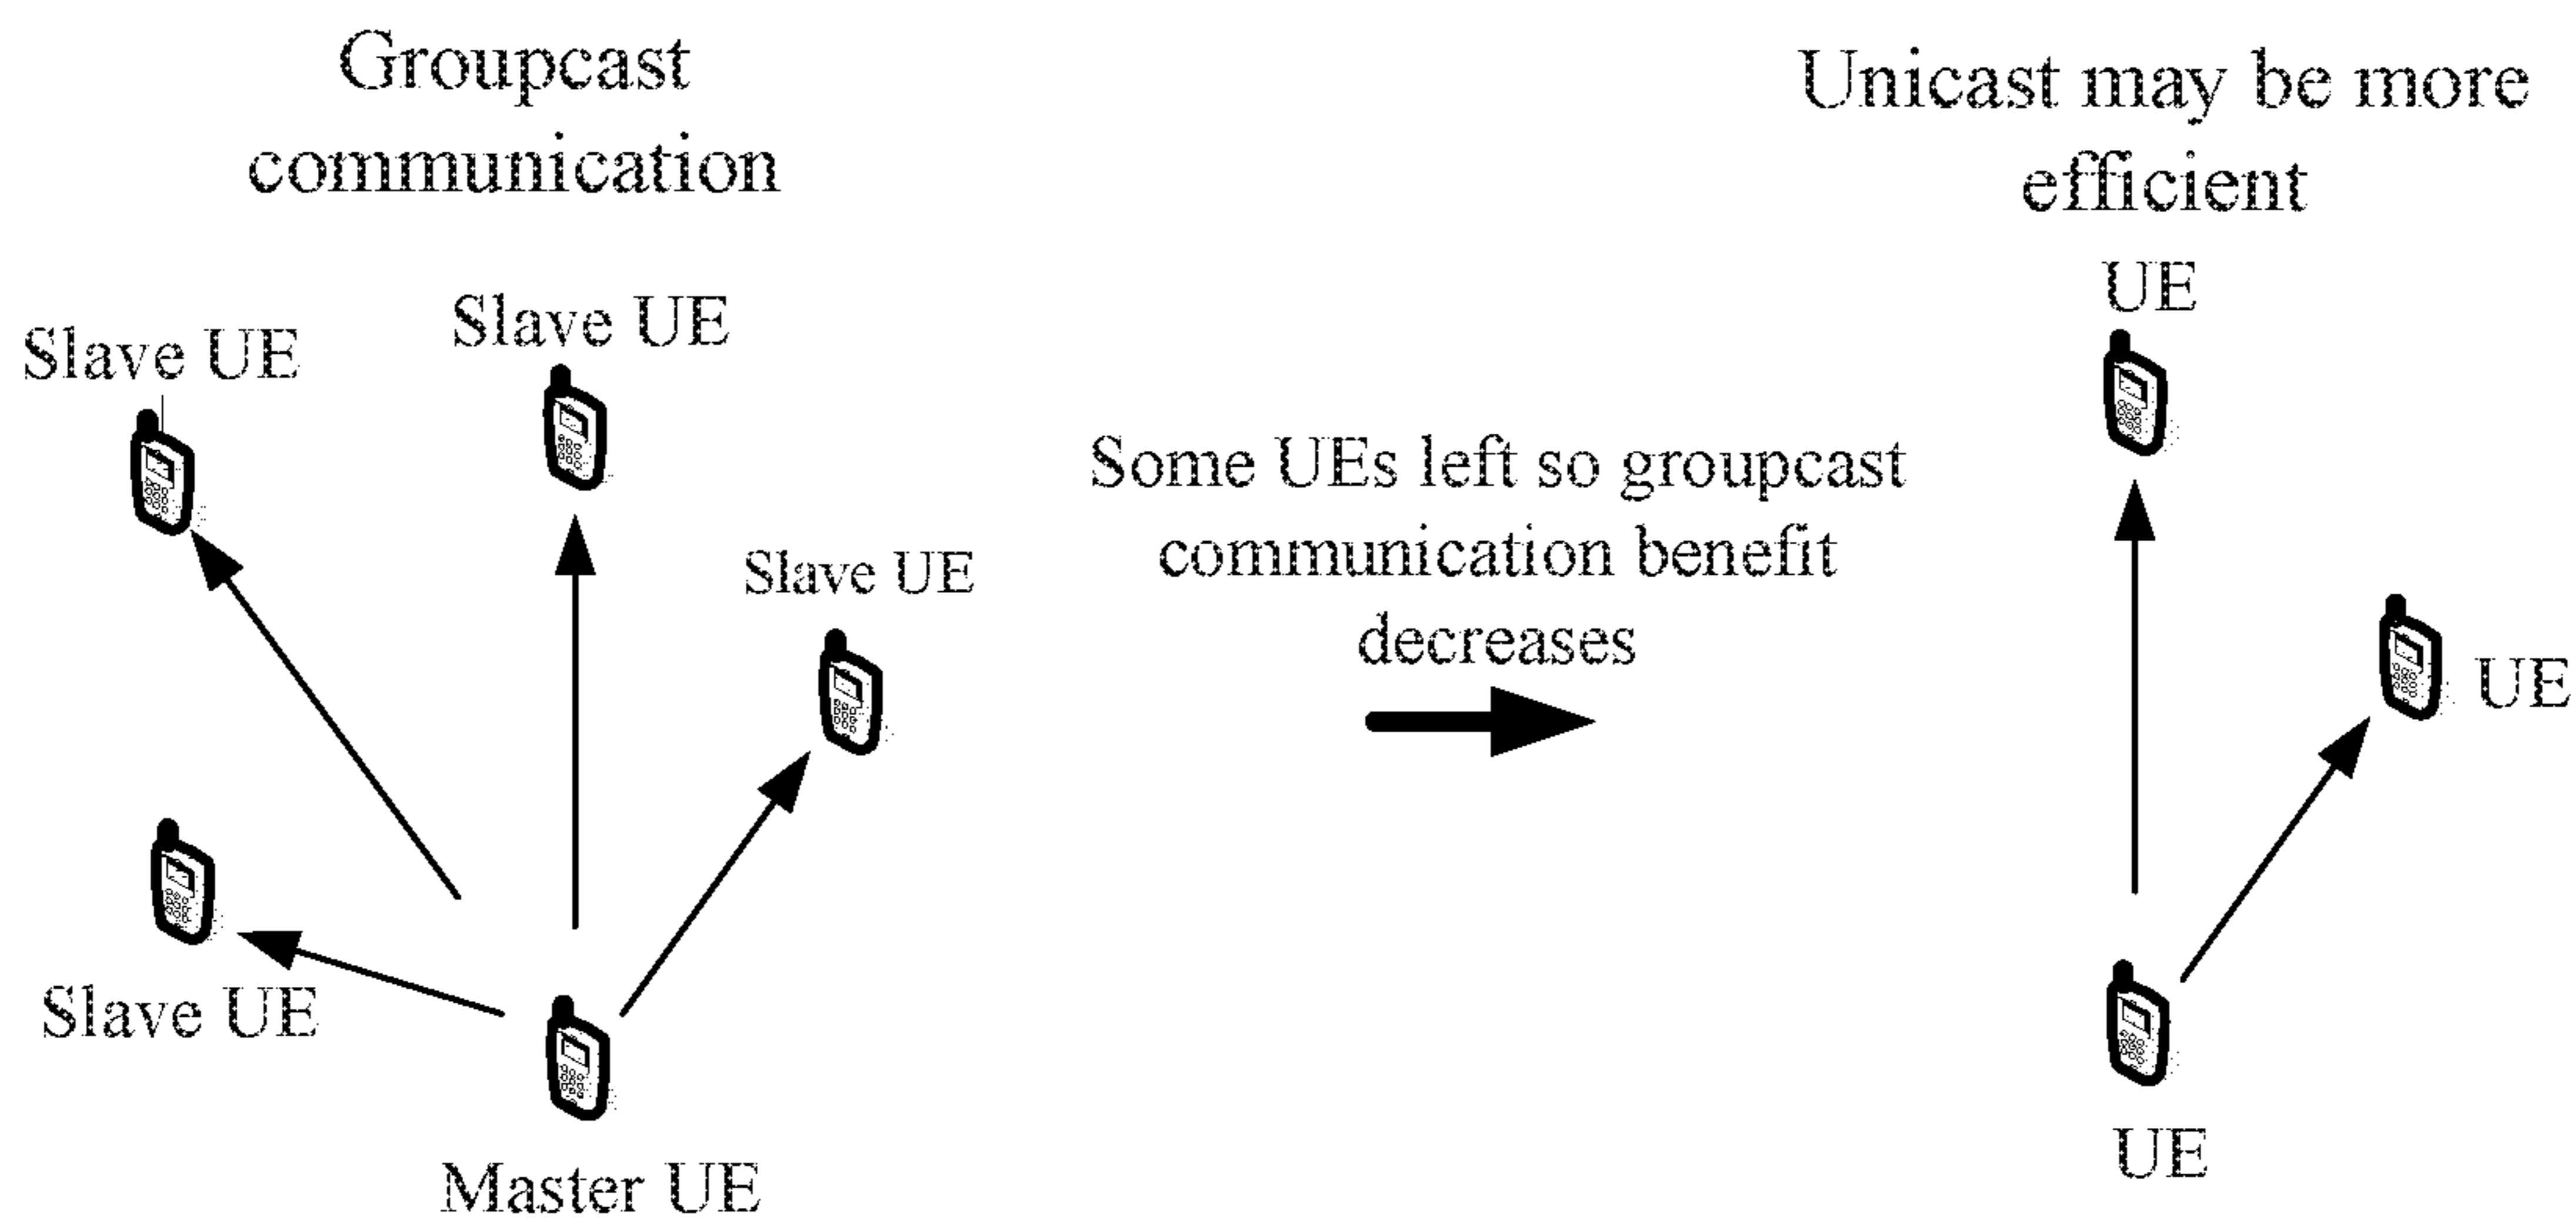 Groupcast
communication
Slave UE
Slave UE
Slave UE
Slave UE
Master UE
Some UEs left so groupcast
communication benefit
decreases
Unicast may be more
efficient
UE
UE
UE